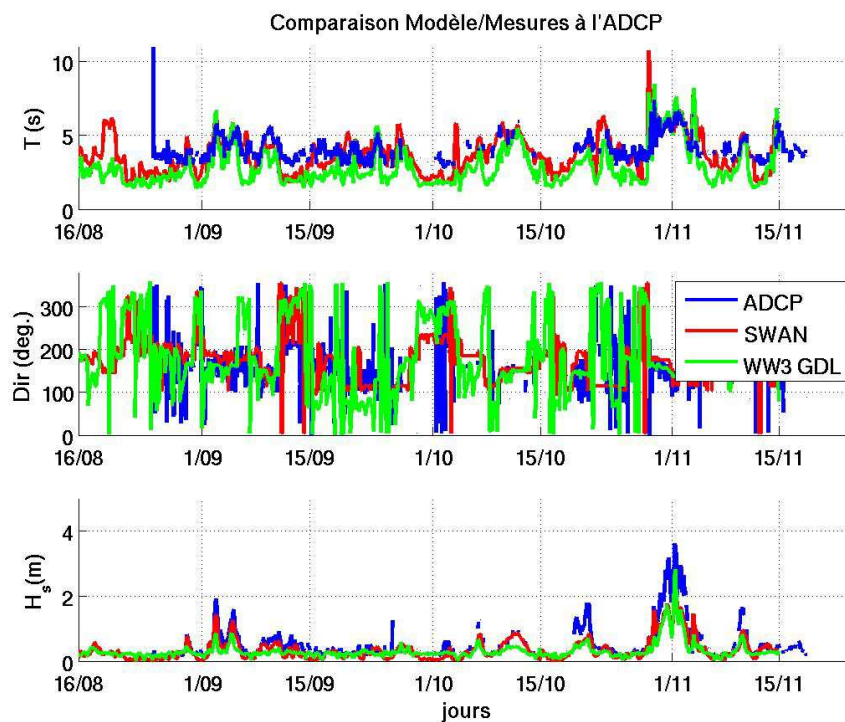 Comparaison Modèle/Mesures à l'ADCP
T (s)
10
5
0
16/08 1/09 15/09 1/10 15/10 1/11 15/11
Dir (deg.)
300
200
100
0
ADCP
SWAN
WW3 GDL
16/08 1/09 15/09 1/10 15/10 1/11 15/11
H_s(m)
4
2
0
16/08 1/09 15/09 1/10 15/10 1/11 15/11
jours